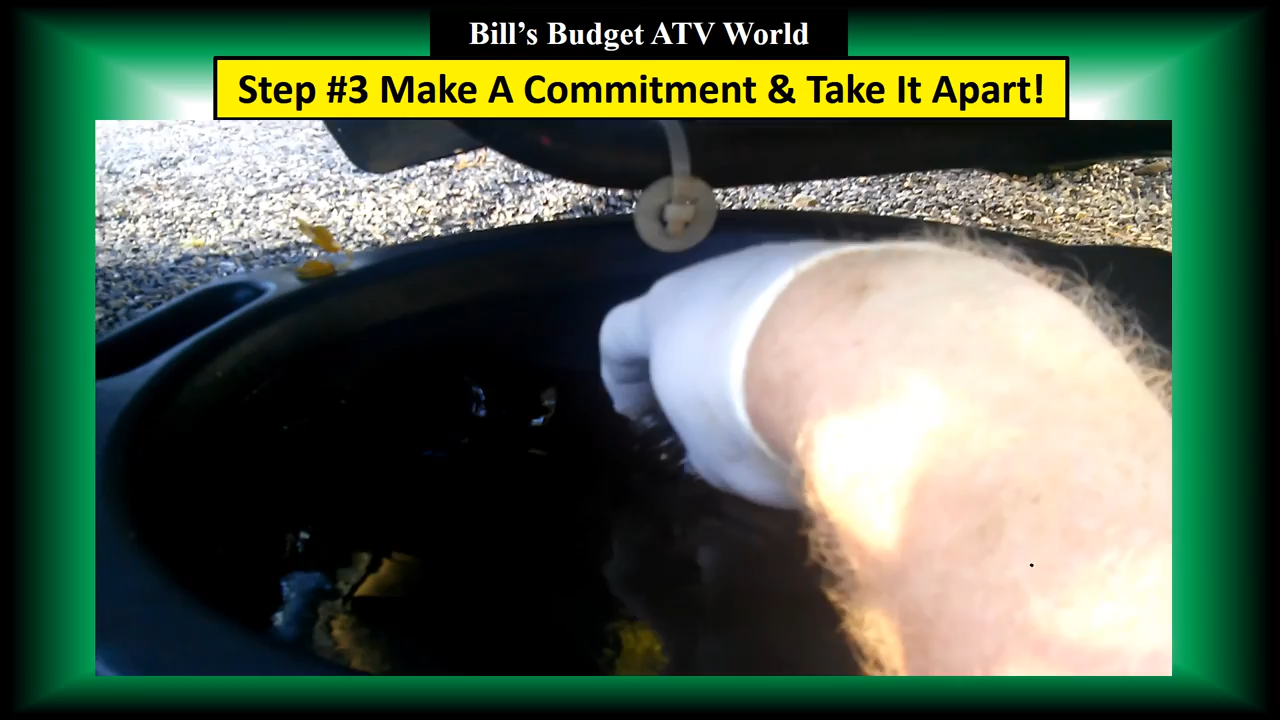 Bill’s Budget ATV World
Step #3 Make A Commitment & Take It Apart!